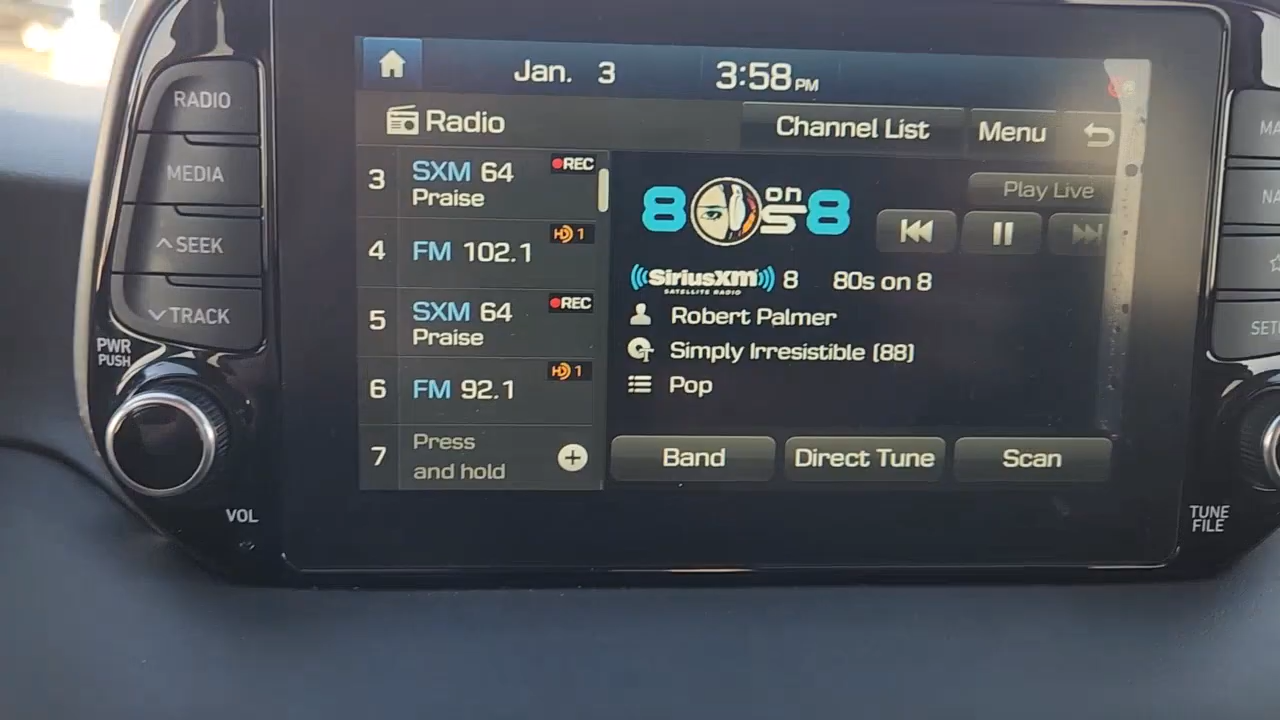 Jan. 3 3:58 PM
RADIO
Radio
Channel List
Menu
MEDIA
3 SXM 64 REC
Praise
80s on 8
Play Live
SEEK
4 FM 102.1 HD 1
SiriusXM 8 80s on 8
SATELLITE RADIO
TRACK
5 SXM 64 REC
Praise
Robert Palmer
Simply Irresistible (88)
PWR
PUSH
6 FM 92.1 HD 1
Pop
7 Press
and hold
Band
Direct Tune
Scan
VOL
TUNE
FILE